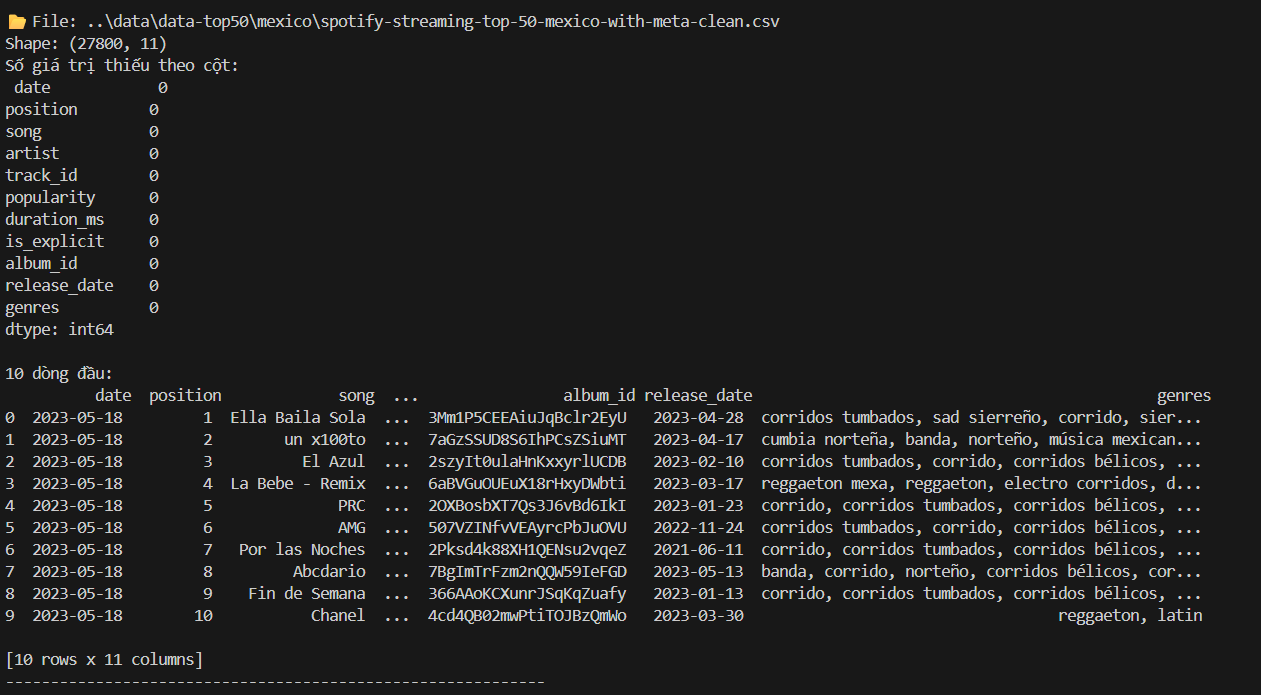 📂 File: ..\data\data-top50\mexico\spotify-streaming-top-50-mexico-with-meta-clean.csv
Shape: (27800, 11)
Số giá trị thiếu theo cột:
 date            0
position        0
song            0
artist          0
track_id        0
popularity      0
duration_ms     0
is_explicit     0
album_id        0
release_date    0
genres          0
dtype: int64

10 dòng đầu:
         date  position              song  ...                album_id release_date                                             genres
0  2023-05-18         1   Ella Baila Sola  ...  3Mm1P5CEEAiuJqBclr2EyU   2023-04-28  corridos tumbados, sad sierreño, corrido, sier...
1  2023-05-18         2         un x100to  ...  7aGzSSUD8S6IhPCsZSiuMT   2023-04-17  cumbia norteña, banda, norteño, música mexican...
2  2023-05-18         3           El Azul  ...  2szyIt0ulaHnKxxyrlUCDB   2023-02-10  corridos tumbados, corrido, corridos bélicos, ...
3  2023-05-18         4   La Bebe - Remix  ...  6aBVGuOUEuX18rHxyDWbti   2023-03-17  reggaeton mexa, reggaeton, electro corridos, d...
4  2023-05-18         5               PRC  ...  2OXBosbXT7Qs3J6vBd6IkI   2023-01-23  corrido, corridos tumbados, corridos bélicos, ...
5  2023-05-18         6               AMG  ...  507VZINfvVEAyrcPbJuOVU   2022-11-24  corridos tumbados, corrido, corridos bélicos, ...
6  2023-05-18         7    Por las Noches  ...  2Pksd4k88XH1QENsu2vqeZ   2021-06-11  corrido, corridos tumbados, corridos bélicos, ...
7  2023-05-18         8          Abcdario  ...  7BgImTrFzm2nQQW59IeFGD   2023-05-13  banda, corrido, norteño, corridos bélicos, cor...
8  2023-05-18         9     Fin de Semana  ...  366AAoKCXunrJSqKqZuafy   2023-01-13  corrido, corridos tumbados, corridos bélicos, ...
9  2023-05-18        10            Chanel  ...  4cd4QB02mwPtiTOJBzQmWo   2023-03-30                                   reggaeton, latin

[10 rows x 11 columns]
------------------------------------------------------------